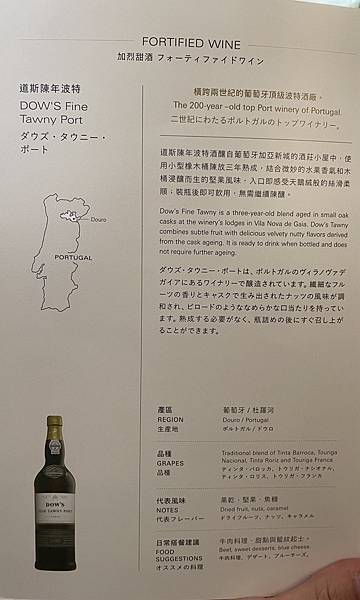 FORTIFIED WINE
加烈甜酒 フォーティファイドワイン
道斯陳年波特
DOW'S Fine
Tawny Port
ダウズ・タウニー・
ポート
Douro
PORTUGAL
橫跨兩世紀的葡萄牙頂級波特酒廠。
The 200-year –old top Port winery of Portugal.
二世紀にわたるポルトガルのトップワイナリー。
道斯陳年波特酒釀自葡萄牙加亞新城的酒莊小屋中，使
用小型橡木桶陳放三年熟成，結合微妙的水果香氣和木
桶浸釀而生的堅果風味，入口即感受天鵝絨般的絲滑柔
順；裝瓶後即可飲用，無需繼續陳釀。
Dow's Fine Tawny is a three-year-old blend aged in small oak
casks at the winery's lodges in Vila Nova de Gaia. Dow's Tawny
combines subtle fruit with delicious velvety nutty flavors derived
from the cask ageing. It is ready to drink when bottled and does
not require further ageing.
ダウズ・タウニー・ポートは、ポルトガルのヴィラノヴァデ
ガイアにあるワイナリーで醸造されています。繊細なフル
ーツの香りとキャスクで生み出されたナッツの風味が調
和され、ビロードのようななめらかな口当たりを持ってい
ます。熟成する必要がなく、瓶詰めの後にすぐ召し上が
ることができます。
產區
REGION
生産地
葡萄牙 / 杜羅河
Douro / Portugal
ポルトガル / ドウロ
品種
GRAPES
品種
Traditional blend of Tinta Barroca, Touriga
Nacional, Tinta Roriz and Touriga Franca
ティンタ・バロッカ、トウリガ・ナシオナル、
ティンタ・ロリス、トウリガ・フランカ
代表風味
NOTES
代表フレーバー
果乾、堅果、焦糖
Dried fruit, nuts, caramel
ドライフルーツ、ナッツ、キャラメル
日常搭餐建議
FOOD
SUGGESTIONS
オススメの料理
牛肉料理、甜點與藍紋起士。
Beef, sweet desserts, blue cheese.
牛肉料理、デザート、ブルーチーズ。
DOW'S
FINE TAWNY PORT